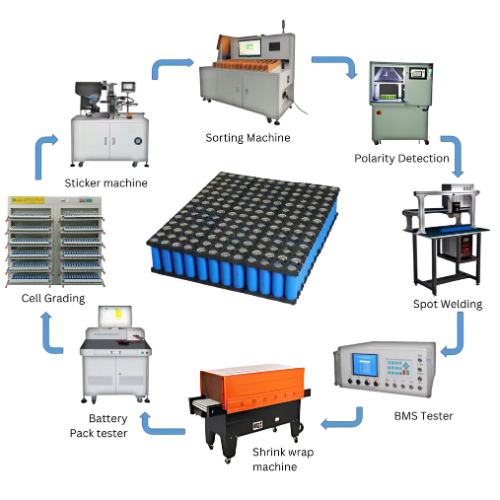 Sorting Machine
Sticker machine
Polarity Detection
Cell Grading
Spot Welding
Battery
Pack tester
BMS Tester
Shrink wrap
machine